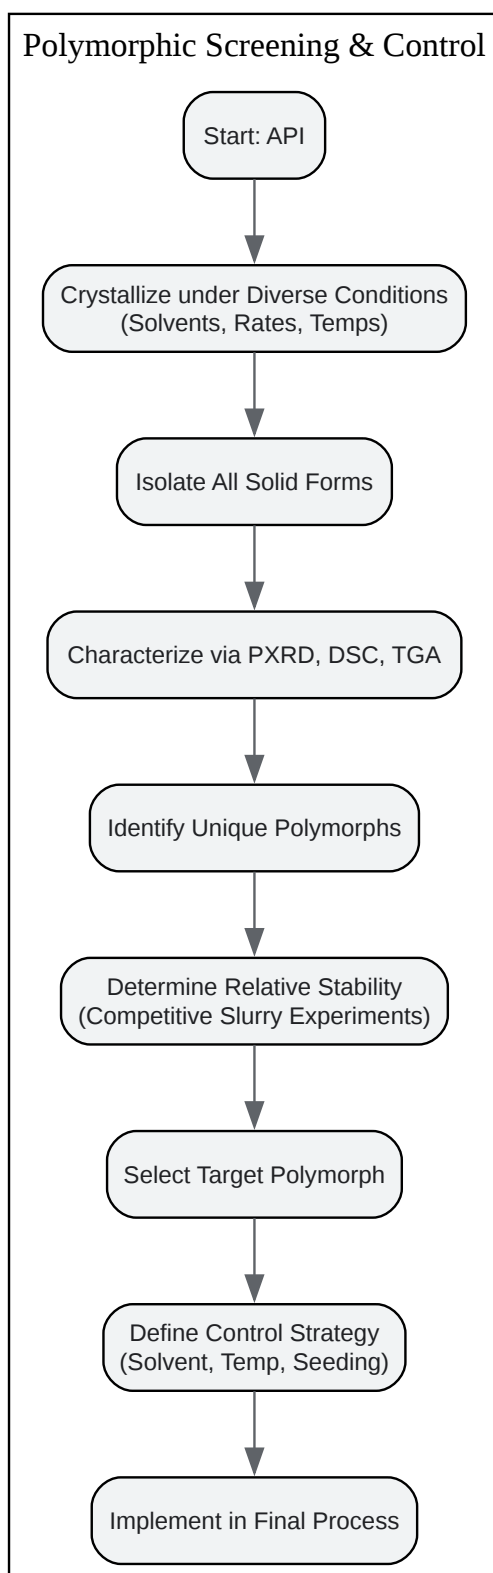 Polymorphic Screening & Control
Start: API
Crystallize under Diverse Conditions
(Solvents, Rates, Temps)
Isolate All Solid Forms
Characterize via PXRD, DSC, TGA
Identify Unique Polymorphs
Determine Relative Stability
(Competitive Slurry Experiments)
Select Target Polymorph
Define Control Strategy
(Solvent, Temp, Seeding)
Implement in Final Process